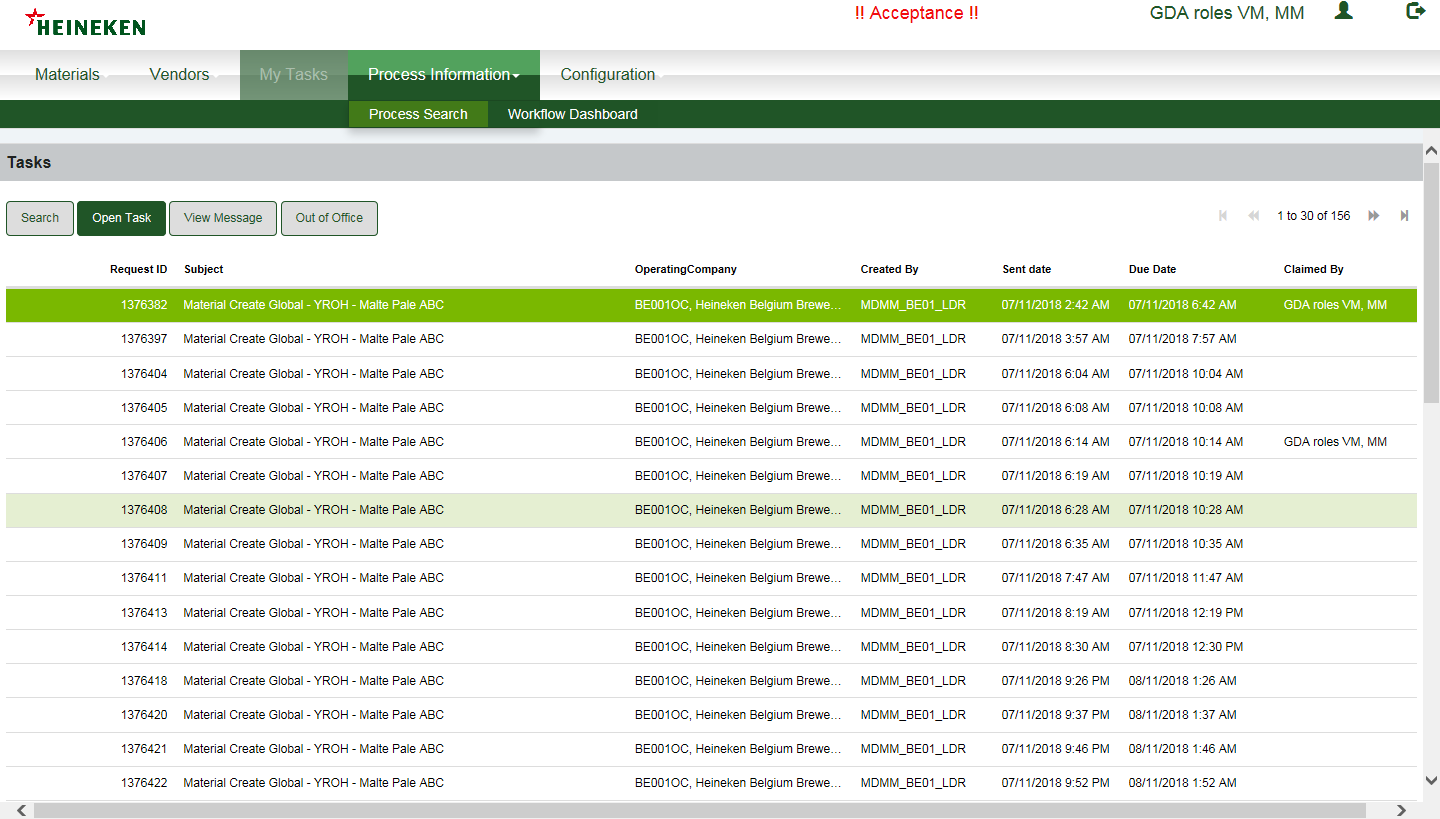 HEINEKEN
!! Acceptance !!
GDA roles VM, MM
Materials Vendors My Tasks Process Information Configuration
Process Search Workflow Dashboard
Tasks
Search Open Task View Message Out of Office 1 to 30 of 156
Request ID Subject OperatingCompany Created By Sent date Due Date Claimed By
1376382 Material Create Global - YROH - Malte Pale ABC BE001OC, Heineken Belgium Brewe... MDMM_BE01_LDR 07/11/2018 2:42 AM 07/11/2018 6:42 AM GDA roles VM, MM
1376397 Material Create Global - YROH - Malte Pale ABC BE001OC, Heineken Belgium Brewe... MDMM_BE01_LDR 07/11/2018 3:57 AM 07/11/2018 7:57 AM
1376404 Material Create Global - YROH - Malte Pale ABC BE001OC, Heineken Belgium Brewe... MDMM_BE01_LDR 07/11/2018 6:04 AM 07/11/2018 10:04 AM
1376405 Material Create Global - YROH - Malte Pale ABC BE001OC, Heineken Belgium Brewe... MDMM_BE01_LDR 07/11/2018 6:08 AM 07/11/2018 10:08 AM
1376406 Material Create Global - YROH - Malte Pale ABC BE001OC, Heineken Belgium Brewe... MDMM_BE01_LDR 07/11/2018 6:14 AM 07/11/2018 10:14 AM GDA roles VM, MM
1376407 Material Create Global - YROH - Malte Pale ABC BE001OC, Heineken Belgium Brewe... MDMM_BE01_LDR 07/11/2018 6:19 AM 07/11/2018 10:19 AM
1376408 Material Create Global - YROH - Malte Pale ABC BE001OC, Heineken Belgium Brewe... MDMM_BE01_LDR 07/11/2018 6:28 AM 07/11/2018 10:28 AM
1376409 Material Create Global - YROH - Malte Pale ABC BE001OC, Heineken Belgium Brewe... MDMM_BE01_LDR 07/11/2018 6:35 AM 07/11/2018 10:35 AM
1376411 Material Create Global - YROH - Malte Pale ABC BE001OC, Heineken Belgium Brewe... MDMM_BE01_LDR 07/11/2018 7:47 AM 07/11/2018 11:47 AM
1376413 Material Create Global - YROH - Malte Pale ABC BE001OC, Heineken Belgium Brewe... MDMM_BE01_LDR 07/11/2018 8:19 AM 07/11/2018 12:19 PM
1376414 Material Create Global - YROH - Malte Pale ABC BE001OC, Heineken Belgium Brewe... MDMM_BE01_LDR 07/11/2018 8:30 AM 07/11/2018 12:30 PM
1376418 Material Create Global - YROH - Malte Pale ABC BE001OC, Heineken Belgium Brewe... MDMM_BE01_LDR 07/11/2018 9:26 PM 08/11/2018 1:26 AM
1376420 Material Create Global - YROH - Malte Pale ABC BE001OC, Heineken Belgium Brewe... MDMM_BE01_LDR 07/11/2018 9:37 PM 08/11/2018 1:37 AM
1376421 Material Create Global - YROH - Malte Pale ABC BE001OC, Heineken Belgium Brewe... MDMM_BE01_LDR 07/11/2018 9:46 PM 08/11/2018 1:46 AM
1376422 Material Create Global - YROH - Malte Pale ABC BE001OC, Heineken Belgium Brewe... MDMM_BE01_LDR 07/11/2018 9:52 PM 08/11/2018 1:52 AM